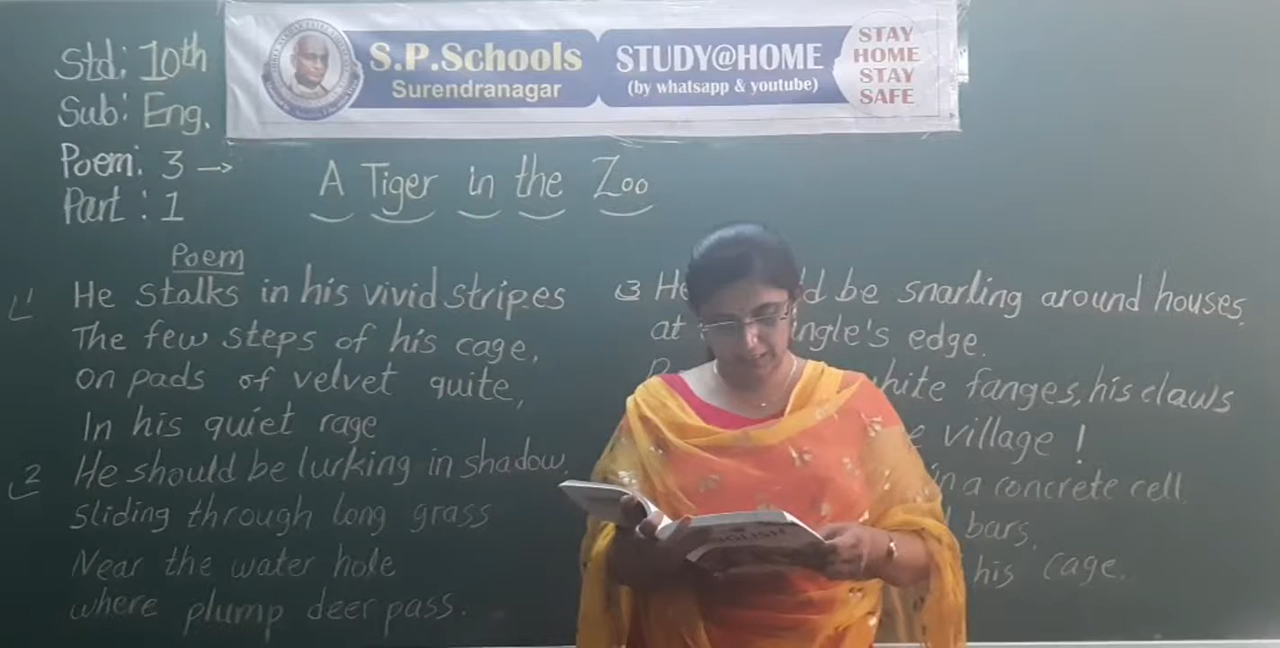 S.P.Schools
Surendranagar
STUDY@HOME
(by whatsapp & youtube)
STAY
HOME
STAY
SAFE
Std: 10th
Sub: Eng.
Poem: 3 →
Part: 1
A Tiger in the Zoo
Poem
1 He stalks in his vivid stripes
The few steps of his cage,
on pads of velvet quite,
In his quiet rage
2 He should be lurking in shadow,
sliding through long grass
Near the water hole
where plump deer pass.
3 He d be snarling around houses,
at ngle's edge.
hite fanges, his claws
e village!
in a concrete cell
bars,
his cage.
ENGLISH